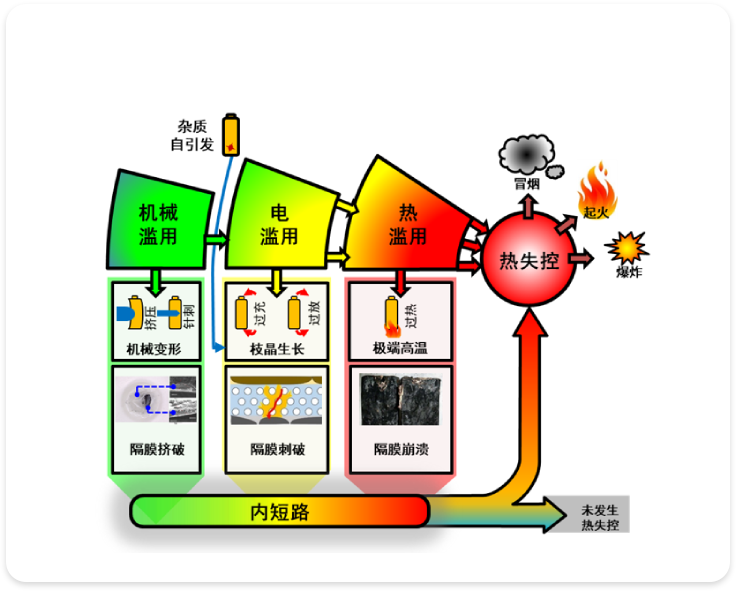 杂质
自引发
机械
滥用
电
滥用
热
滥用
热失控
冒烟
起火
爆炸
挤压
针刺
机械变形
过充
过放
枝晶生长
过热
极端高温
隔膜挤破
隔膜刺破
隔膜崩溃
内短路
未发生
热失控